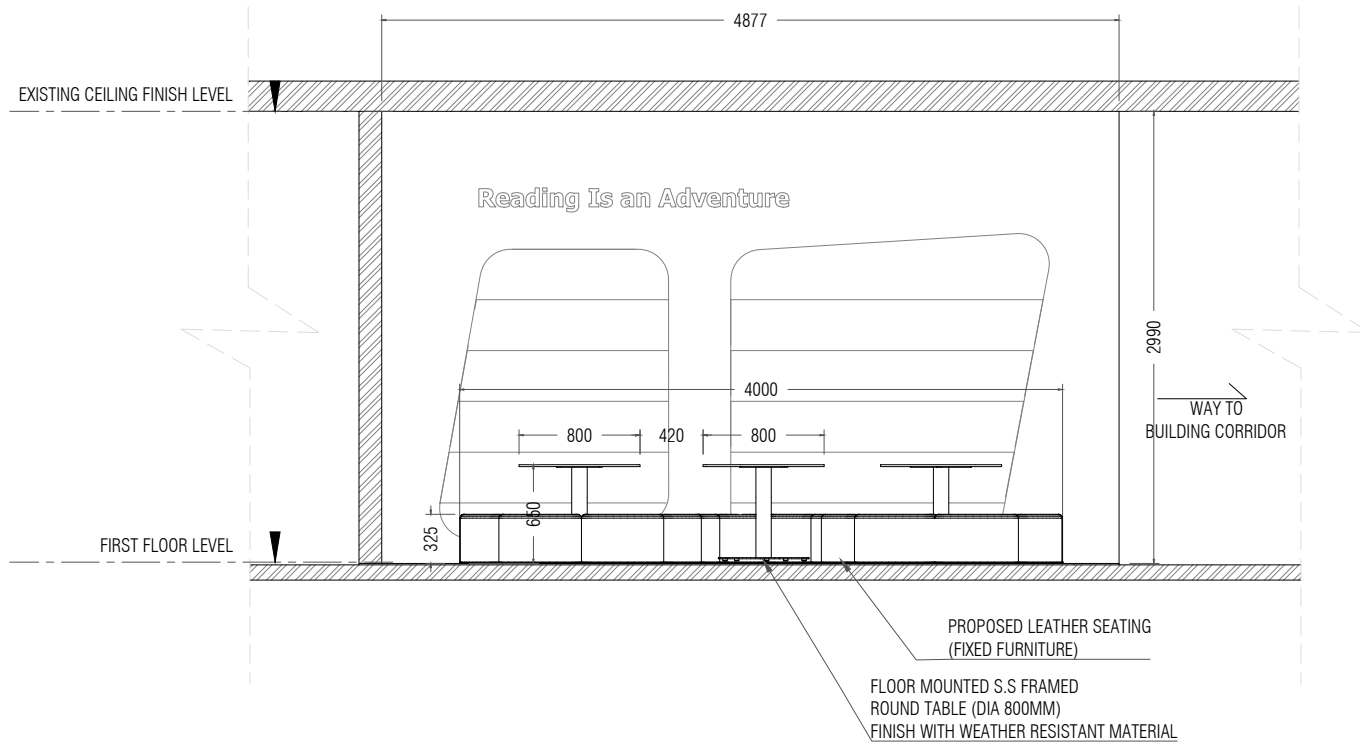 4877
EXISTING CEILING FINISH LEVEL
Reading Is an Adventure
2990
4000
WAY TO
BUILDING CORRIDOR
800
420
800
650
325
FIRST FLOOR LEVEL
PROPOSED LEATHER SEATING
(FIXED FURNITURE)
FLOOR MOUNTED S.S FRAMED
ROUND TABLE (DIA 800MM)
FINISH WITH WEATHER RESISTANT MATERIAL